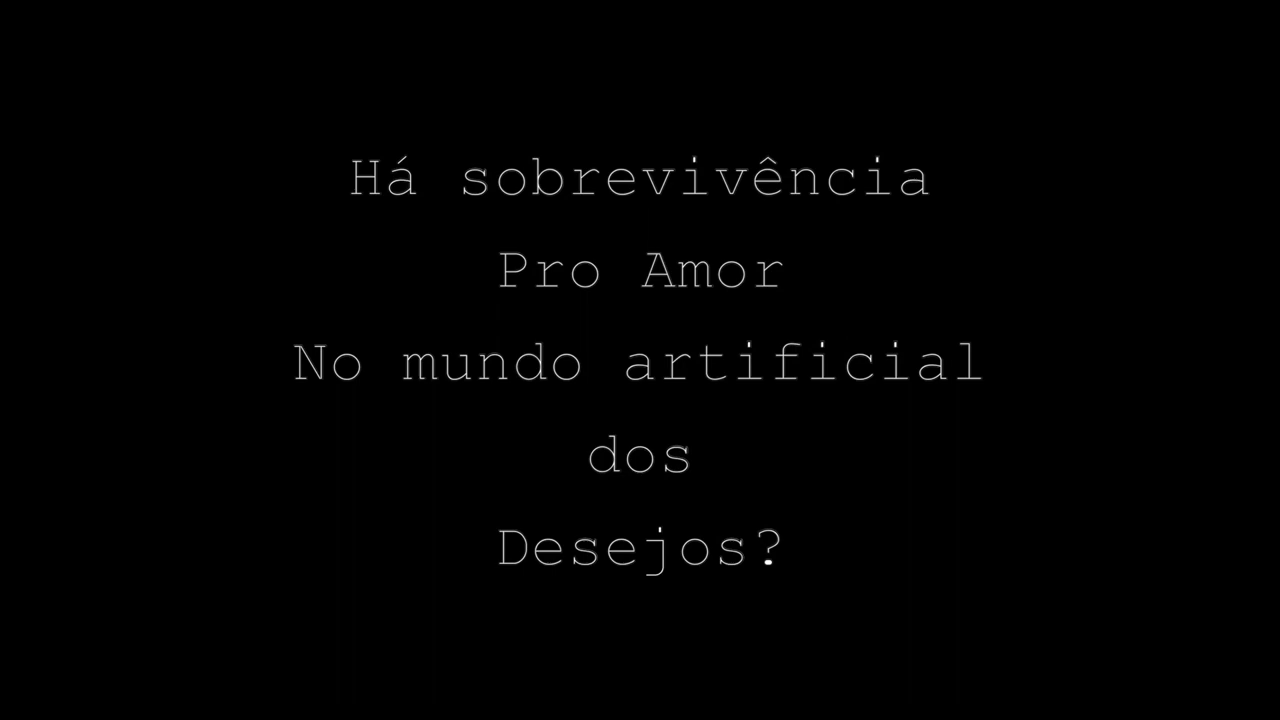 Há sobrevivência
Pro Amor
No mundo artificial
dos
Desejos?